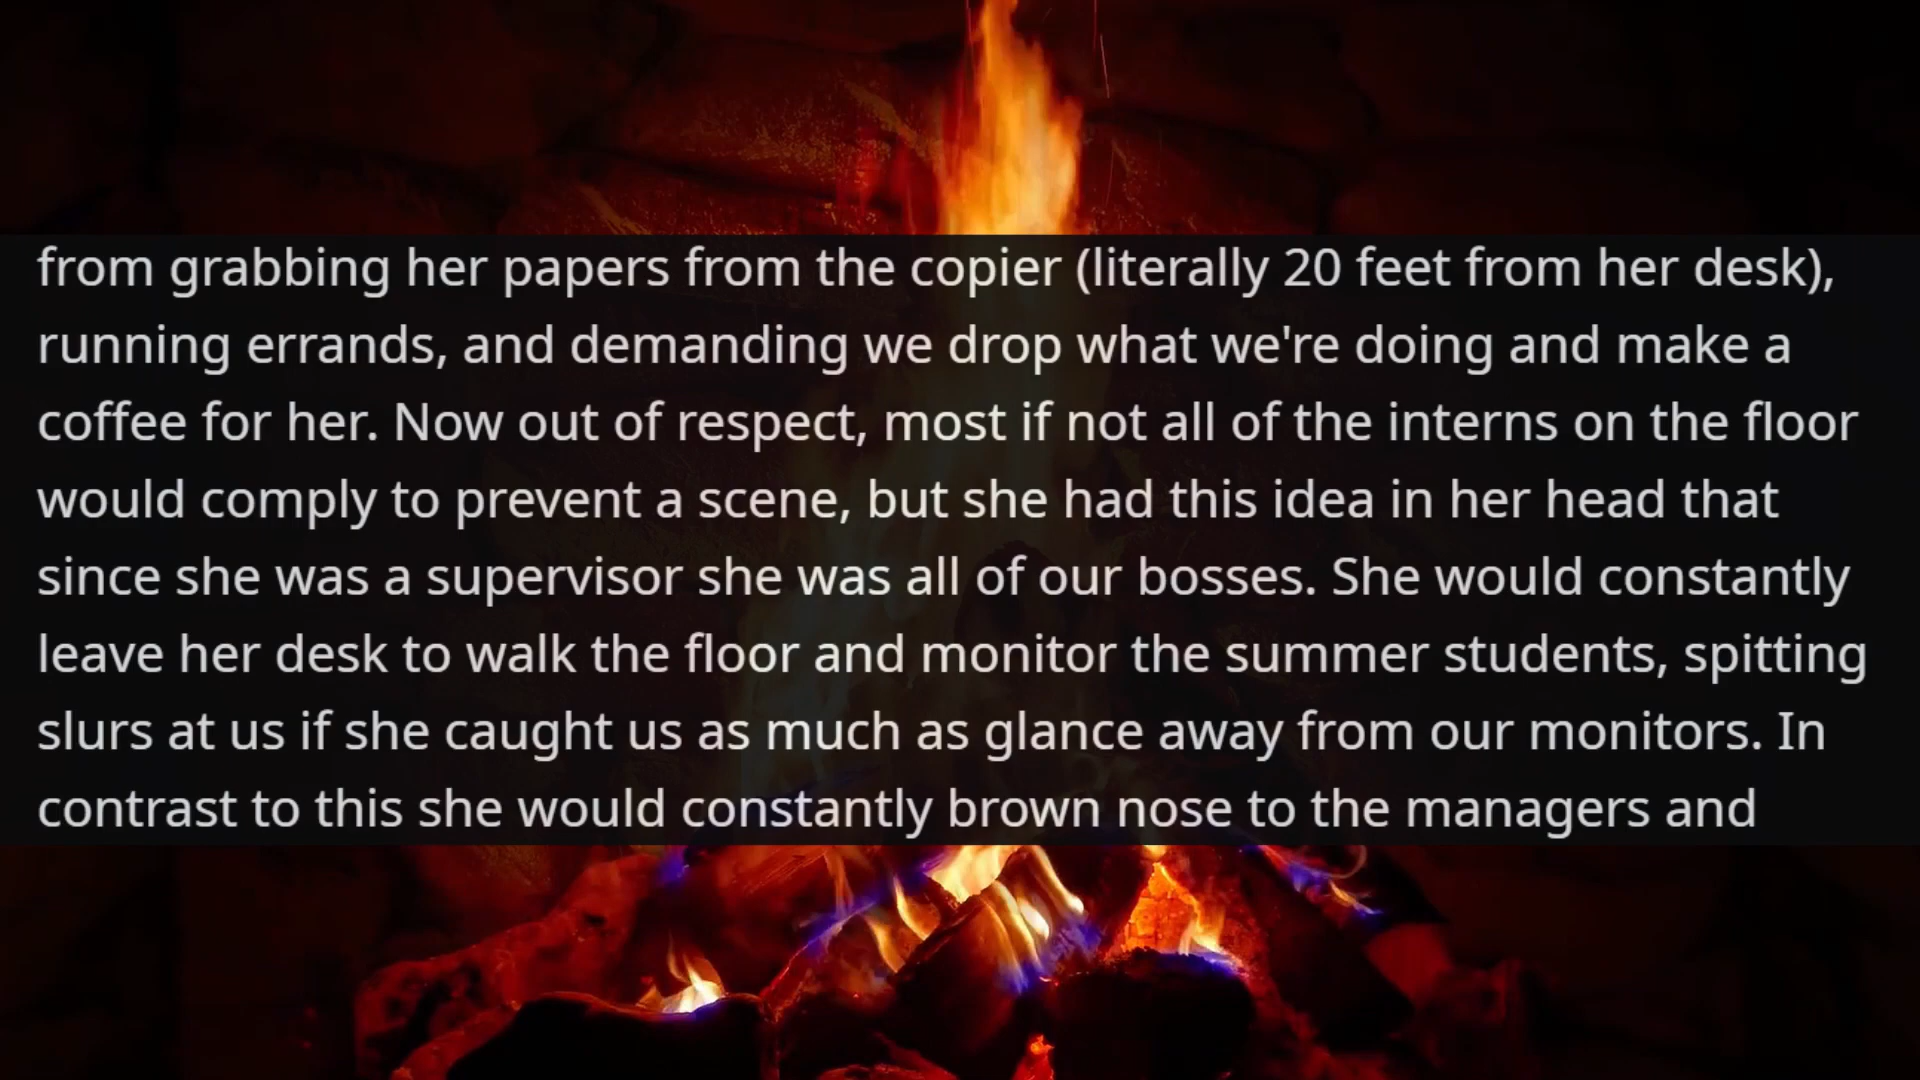 from grabbing her papers from the copier (literally 20 feet from her desk),
running errands, and demanding we drop what we're doing and make a
coffee for her. Now out of respect, most if not all of the interns on the floor
would comply to prevent a scene, but she had this idea in her head that
since she was a supervisor she was all of our bosses. She would constantly
leave her desk to walk the floor and monitor the summer students, spitting
slurs at us if she caught us as much as glance away from our monitors. In
contrast to this she would constantly brown nose to the managers and